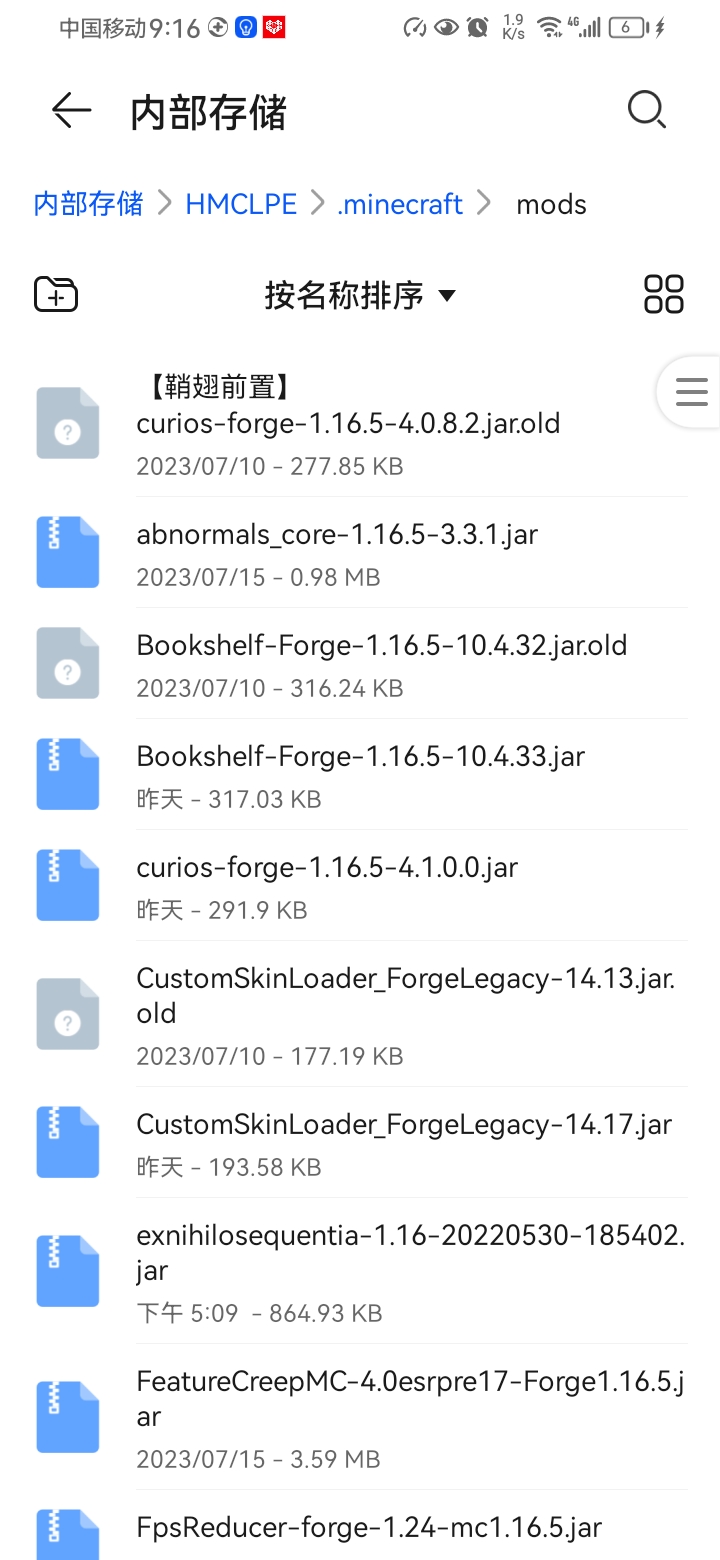 中国移动9:16
1.9
K/s
4G
6
内部存储
内部存储
HMCLPE
.minecraft
mods
按名称排序
【鞘翅前置】
curios-forge-1.16.5-4.0.8.2.jar.old
2023/07/10 - 277.85 KB
abnormals_core-1.16.5-3.3.1.jar
2023/07/15 - 0.98 MB
Bookshelf-Forge-1.16.5-10.4.32.jar.old
2023/07/10 - 316.24 KB
Bookshelf-Forge-1.16.5-10.4.33.jar
昨天 - 317.03 KB
curios-forge-1.16.5-4.1.0.0.jar
昨天 - 291.9 KB
CustomSkinLoader_ForgeLegacy-14.13.jar.
old
2023/07/10 - 177.19 KB
CustomSkinLoader_ForgeLegacy-14.17.jar
昨天 - 193.58 KB
exnihilosequentia-1.16-20220530-185402.
jar
下午 5:09 - 864.93 KB
FeatureCreepMC-4.0esrpre17-Forge1.16.5.j
ar
2023/07/15 - 3.59 MB
FpsReducer-forge-1.24-mc1.16.5.jar